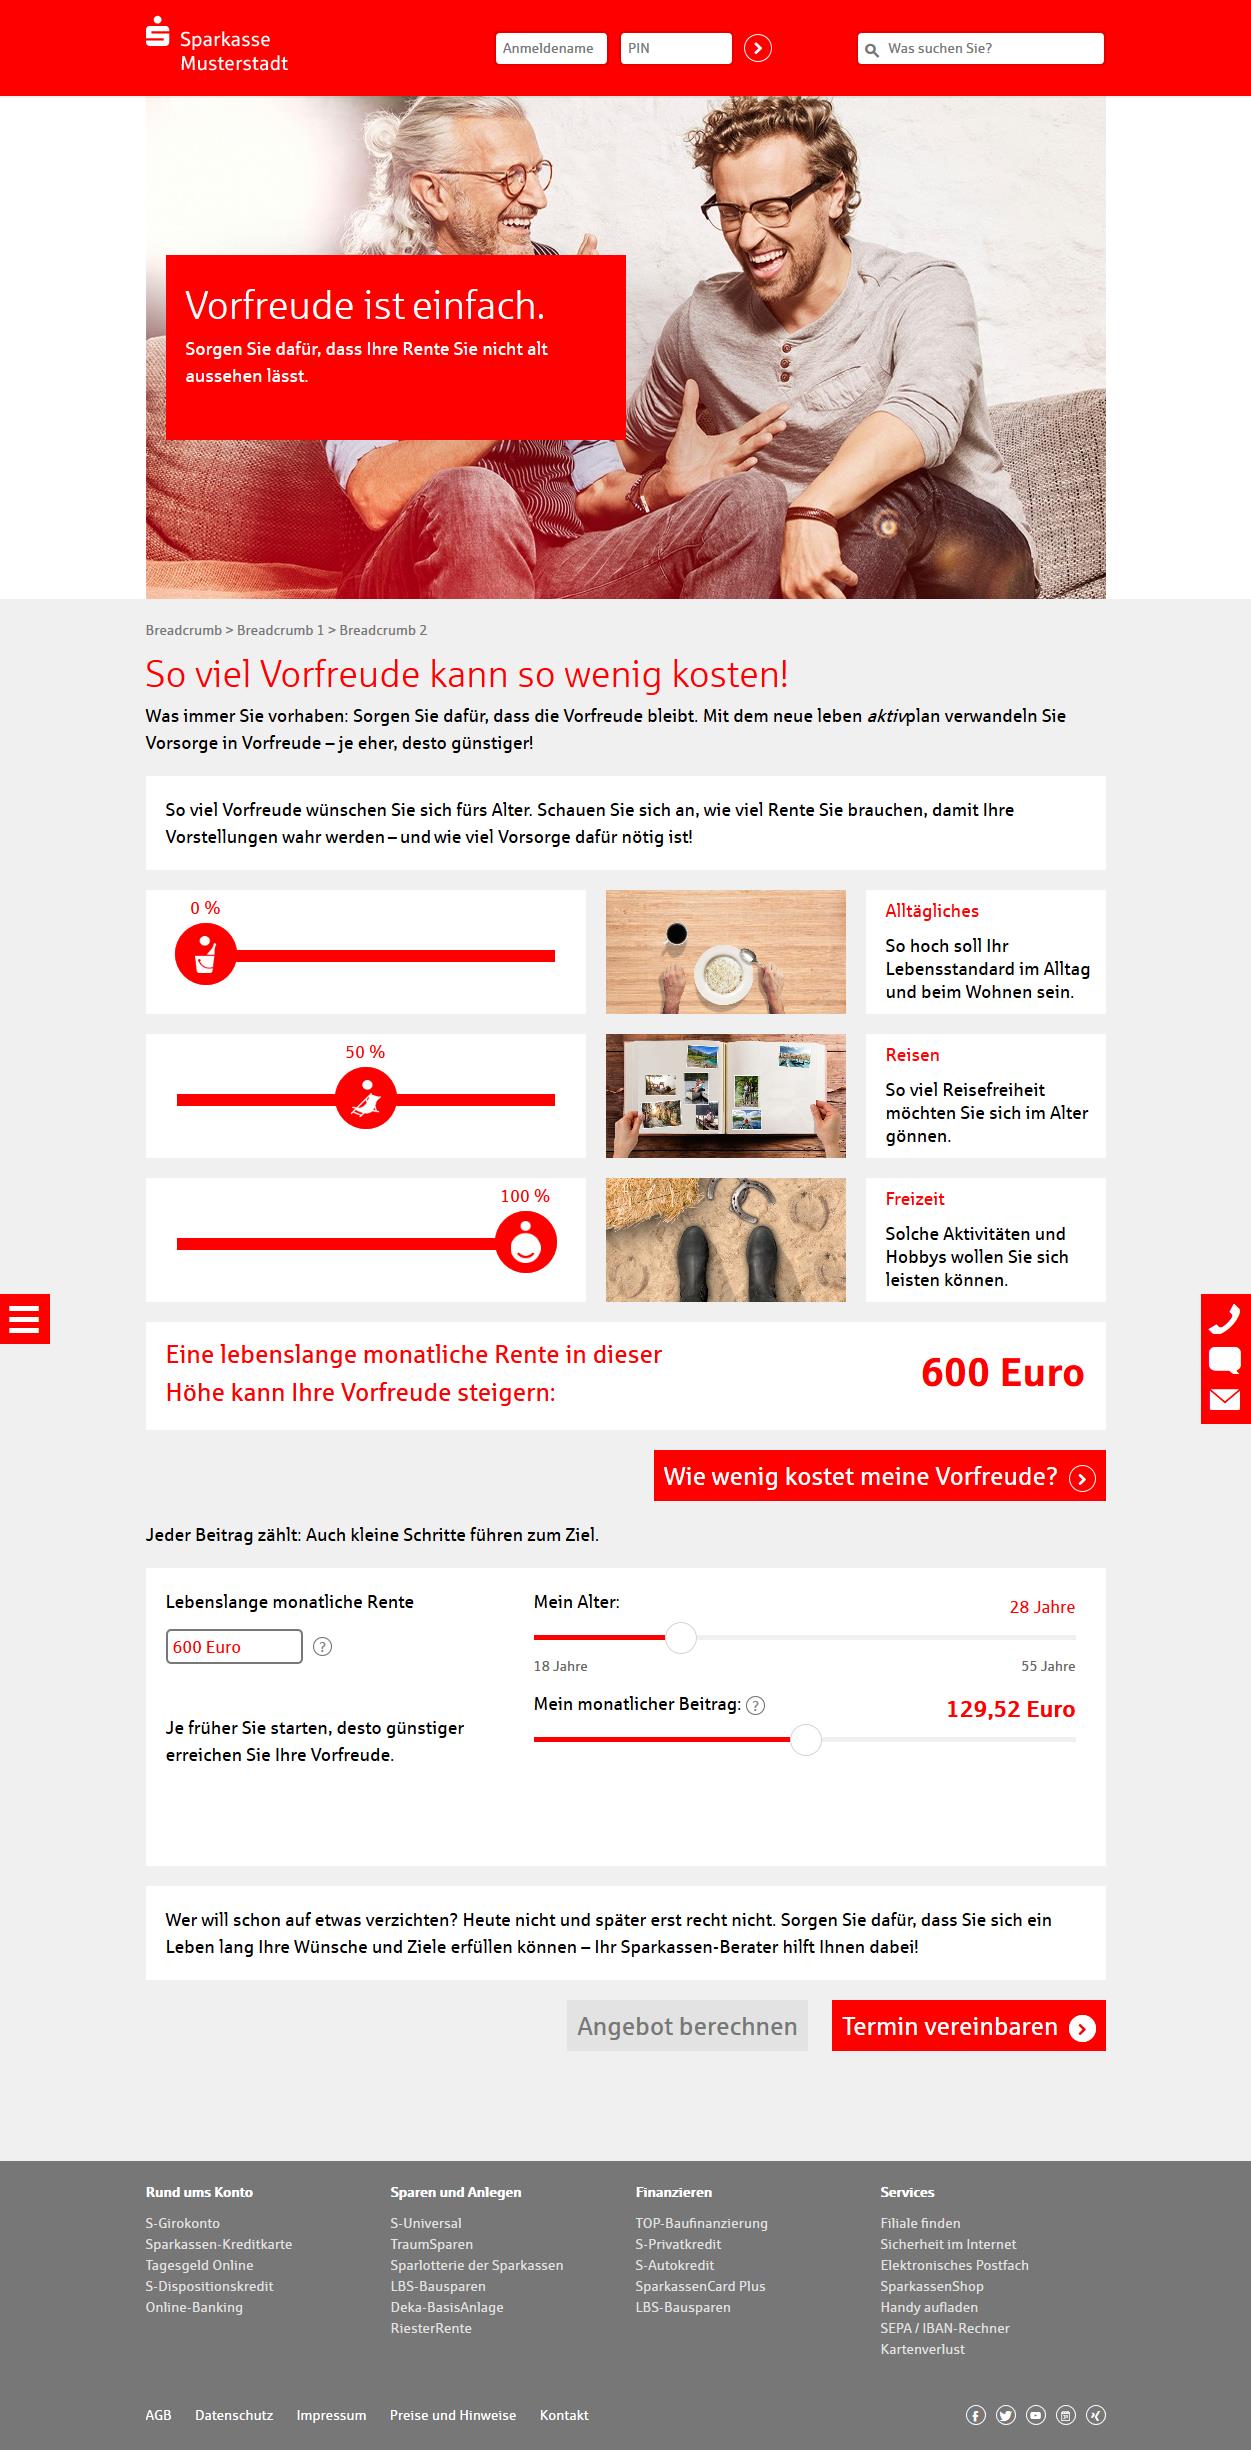 Sparkasse
Musterstadt
Anmeldename
PIN
Was suchen Sie?
Vorfreude ist einfach.
Sorgen Sie dafür, dass Ihre Rente Sie nicht alt
aussehen lässt.
Breadcrumb > Breadcrumb 1 > Breadcrumb 2
So viel Vorfreude kann so wenig kosten!
Was immer Sie vorhaben: Sorgen Sie dafür, dass die Vorfreude bleibt. Mit dem neue leben aktivplan verwandeln Sie
Vorsorge in Vorfreude – je eher, desto günstiger!
So viel Vorfreude wünschen Sie sich fürs Alter. Schauen Sie sich an, wie viel Rente Sie brauchen, damit Ihre
Vorstellungen wahr werden – und wie viel Vorsorge dafür nötig ist!
0 %
Alltägliches
So hoch soll Ihr
Lebensstandard im Alltag
und beim Wohnen sein.
50 %
Reisen
So viel Reisefreiheit
möchten Sie sich im Alter
gönnen.
100 %
Freizeit
Solche Aktivitäten und
Hobbys wollen Sie sich
leisten können.
Eine lebenslange monatliche Rente in dieser
Höhe kann Ihre Vorfreude steigern:
600 Euro
Wie wenig kostet meine Vorfreude?
Jeder Beitrag zählt: Auch kleine Schritte führen zum Ziel.
Lebenslange monatliche Rente
600 Euro
?
Je früher Sie starten, desto günstiger
erreichen Sie Ihre Vorfreude.
Mein Alter:
28 Jahre
18 Jahre
55 Jahre
Mein monatlicher Beitrag: ?
129,52 Euro
Wer will schon auf etwas verzichten? Heute nicht und später erst recht nicht. Sorgen Sie dafür, dass Sie sich ein
Leben lang Ihre Wünsche und Ziele erfüllen können – Ihr Sparkassen-Berater hilft Ihnen dabei!
Angebot berechnen
Termin vereinbaren
Rund ums Konto
S-Girokonto
Sparkassen-Kreditkarte
Tagesgeld Online
S-Dispositionskredit
Online-Banking
Sparen und Anlegen
S-Universal
TraumSparen
Sparlotterie der Sparkassen
LBS-Bausparen
Deka-BasisAnlage
RiesterRente
Finanzieren
TOP-Baufinanzierung
S-Privatkredit
S-Autokredit
SparkassenCard Plus
LBS-Bausparen
Services
Filiale finden
Sicherheit im Internet
Elektronisches Postfach
SparkassenShop
Handy aufladen
SEPA / IBAN-Rechner
Kartenverlust
AGB
Datenschutz
Impressum
Preise und Hinweise
Kontakt